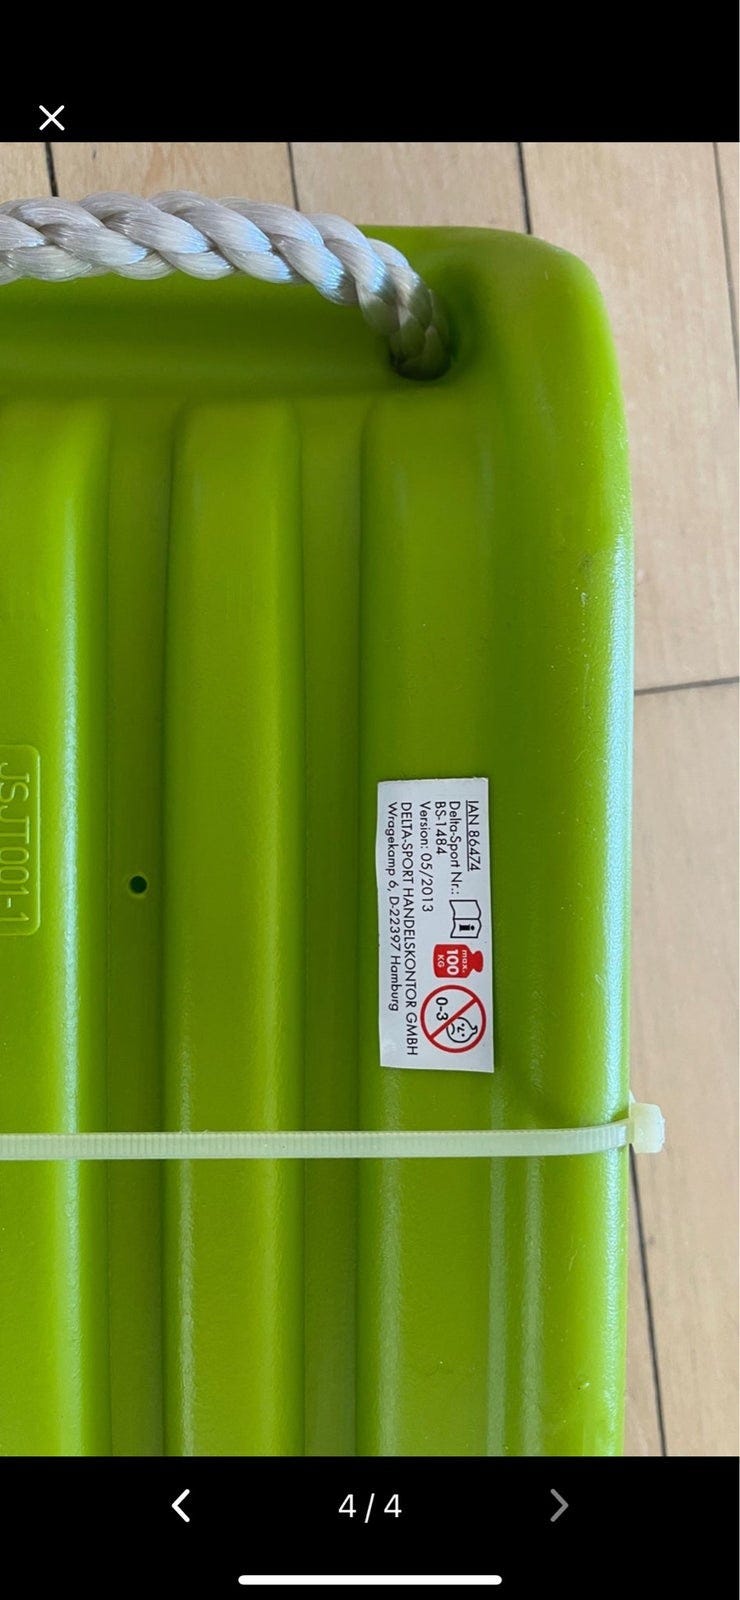 IAN 86474
Delta-Sport Nr.:
BS-1484
Version: 05/2013
DELTA-SPORT HANDELSKONTOR GMBH
Wragekamp 6, D-22397 Hamburg
max.
100
KG
0-3
JSJT001-1
4 / 4